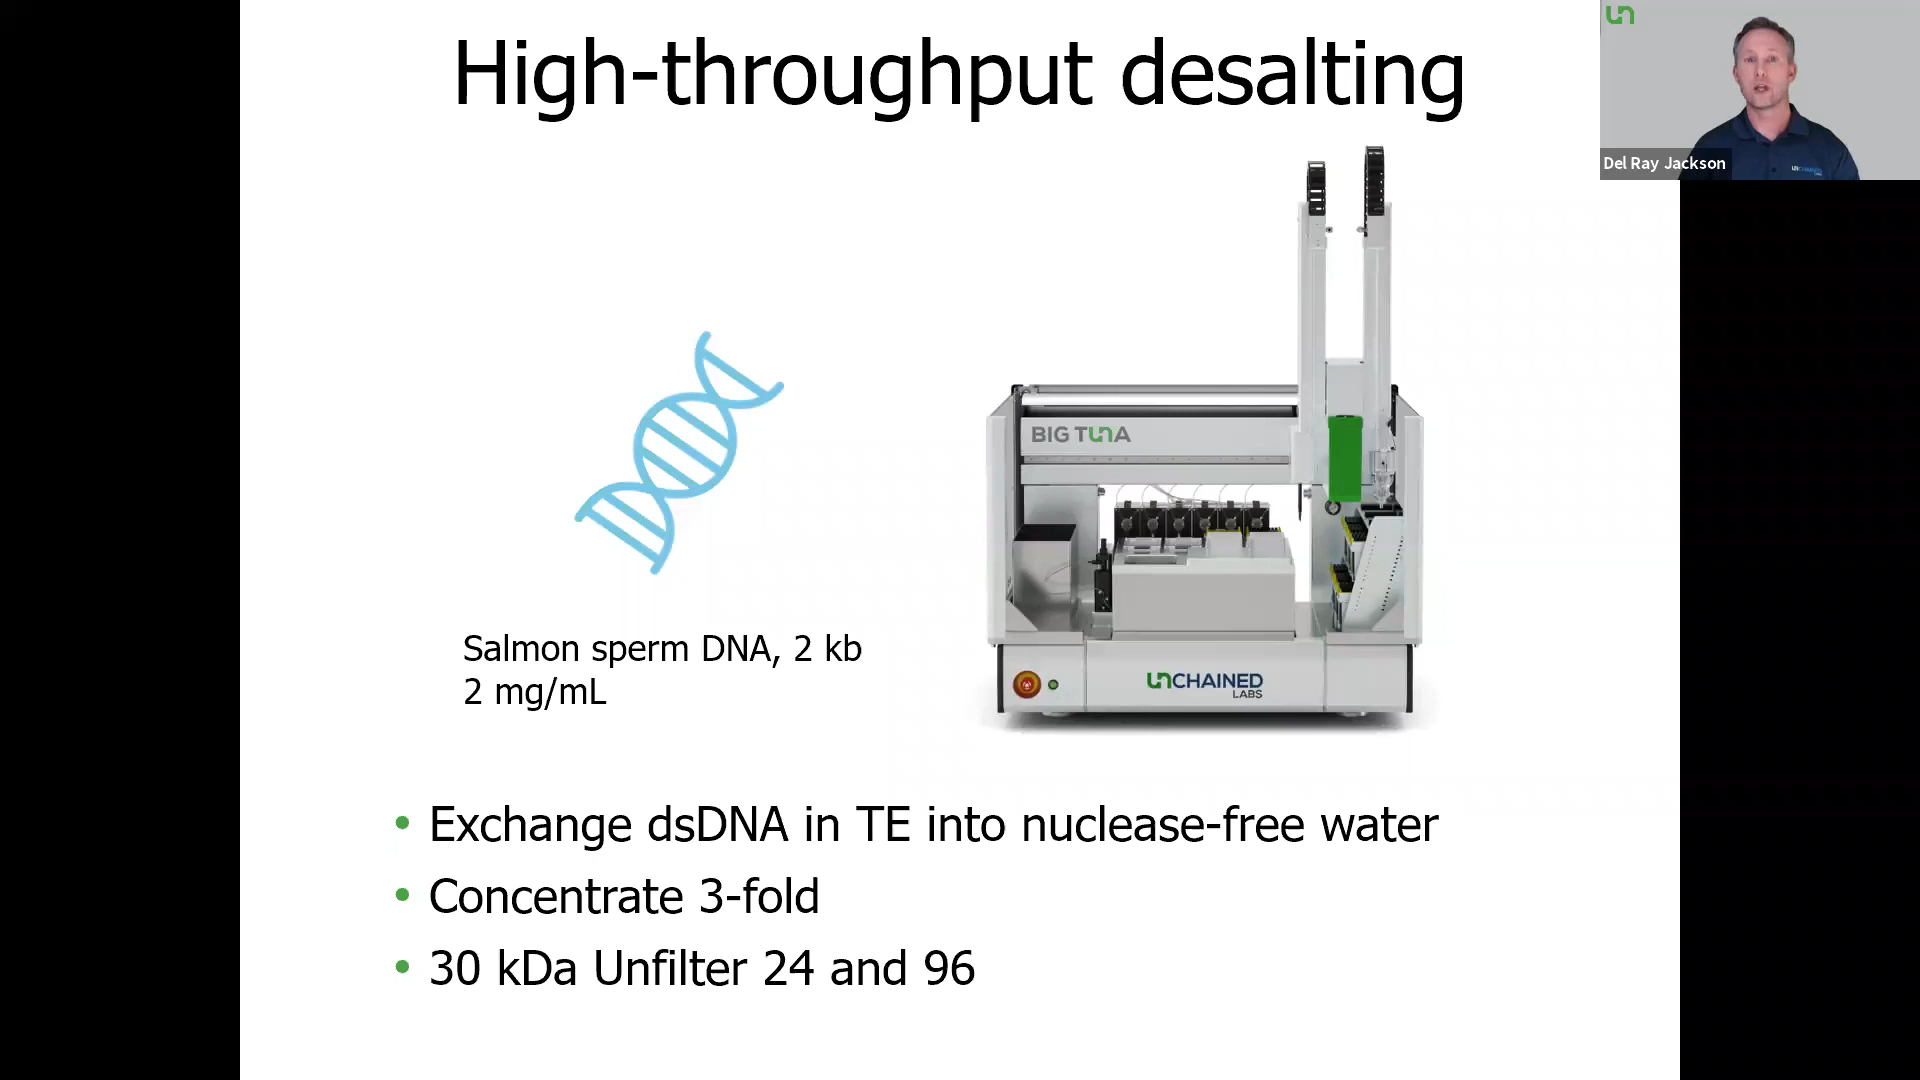 High-throughput desalting
Del Ray Jackson
UNCHAINED
BIG TUNA
Salmon sperm DNA, 2 kb
2 mg/mL
UNCHAINED
LABS
• Exchange dsDNA in TE into nuclease-free water
• Concentrate 3-fold
• 30 kDa Unfilter 24 and 96